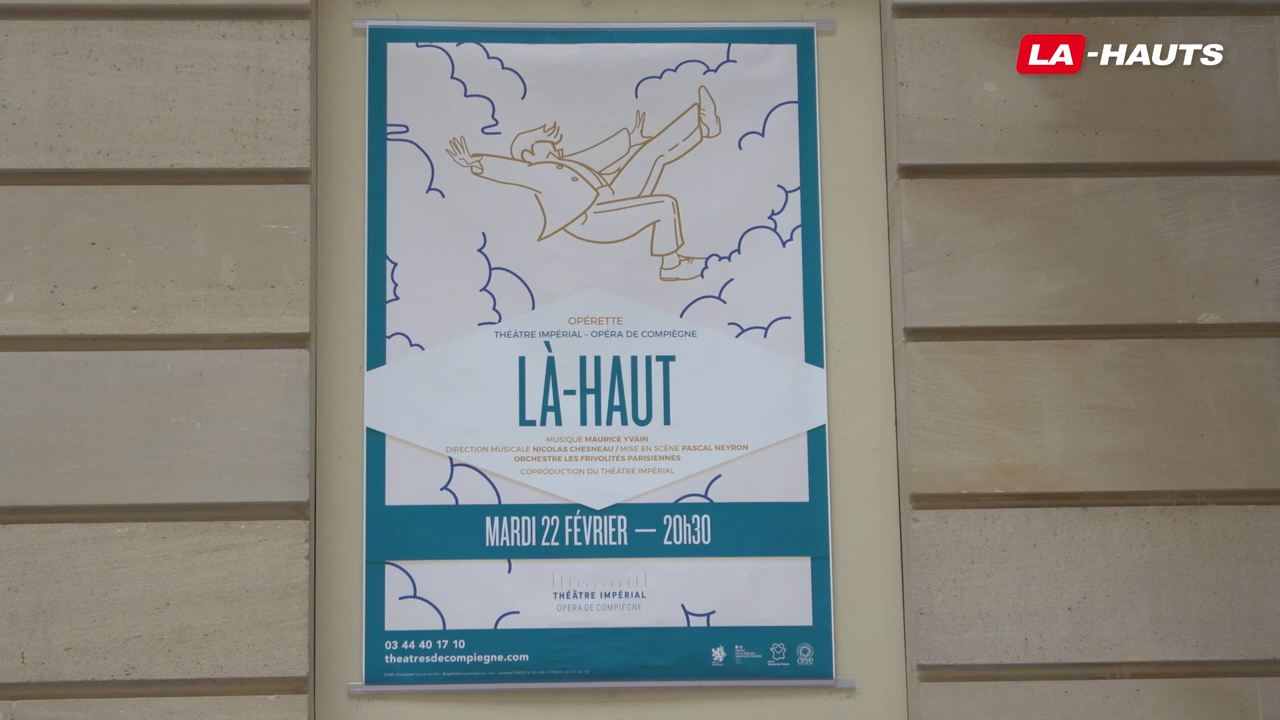 LA-HAUTS
OPÉRETTE
THÉÂTRE IMPÉRIAL – OPÉRA DE COMPIÈGNE
LÀ-HAUT
MUSIQUE MAURICE YVAIN
DIRECTION MUSICALE NICOLAS CHESNEAU / MISE EN SCÈNE PASCAL NEYRON
ORCHESTRE LES FRIVOLITÉS PARISIENNES
COPRODUCTION DU THÉÂTRE IMPÉRIAL
MARDI 22 FÉVRIER — 20h30
THÉÂTRE IMPÉRIAL
OPÉRA DE COMPIÈGNE
03 44 40 17 10
theatresdecompiegne.com
oise